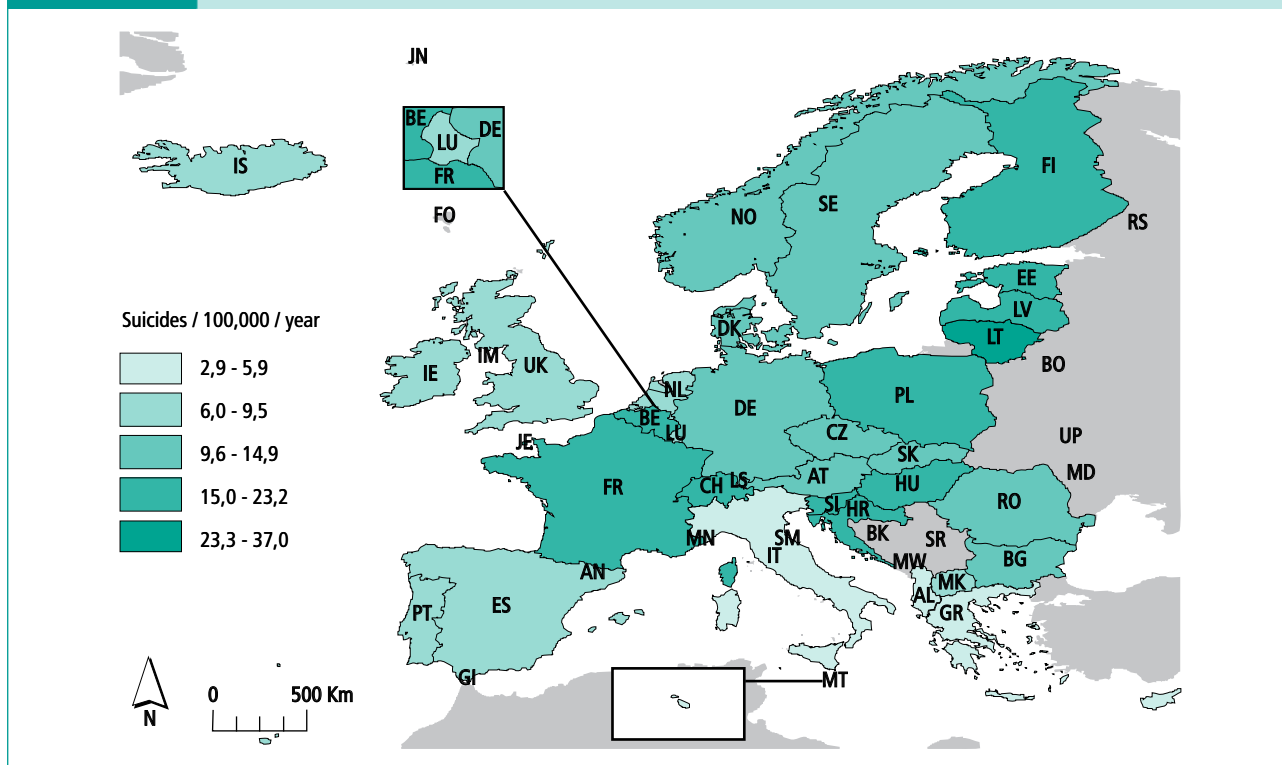 JN
BE
DE
LU
FR
IS
FO
NO
SE
FI
RS
EE
LV
LT
BO
DK
IM
IE
UK
NL
DE
PL
BE
LU
JE
CZ
SK
UP
MD
FR
CH
LS
AT
HU
RO
SI
HR
BK
SR
MN
SM
IT
MW
BG
MK
AL
GR
AN
ES
PT
GI
MT
Suicides / 100,000 / year
2,9 - 5,9
6,0 - 9,5
9,6 - 14,9
15,0 - 23,2
23,3 - 37,0
N
0 500 Km